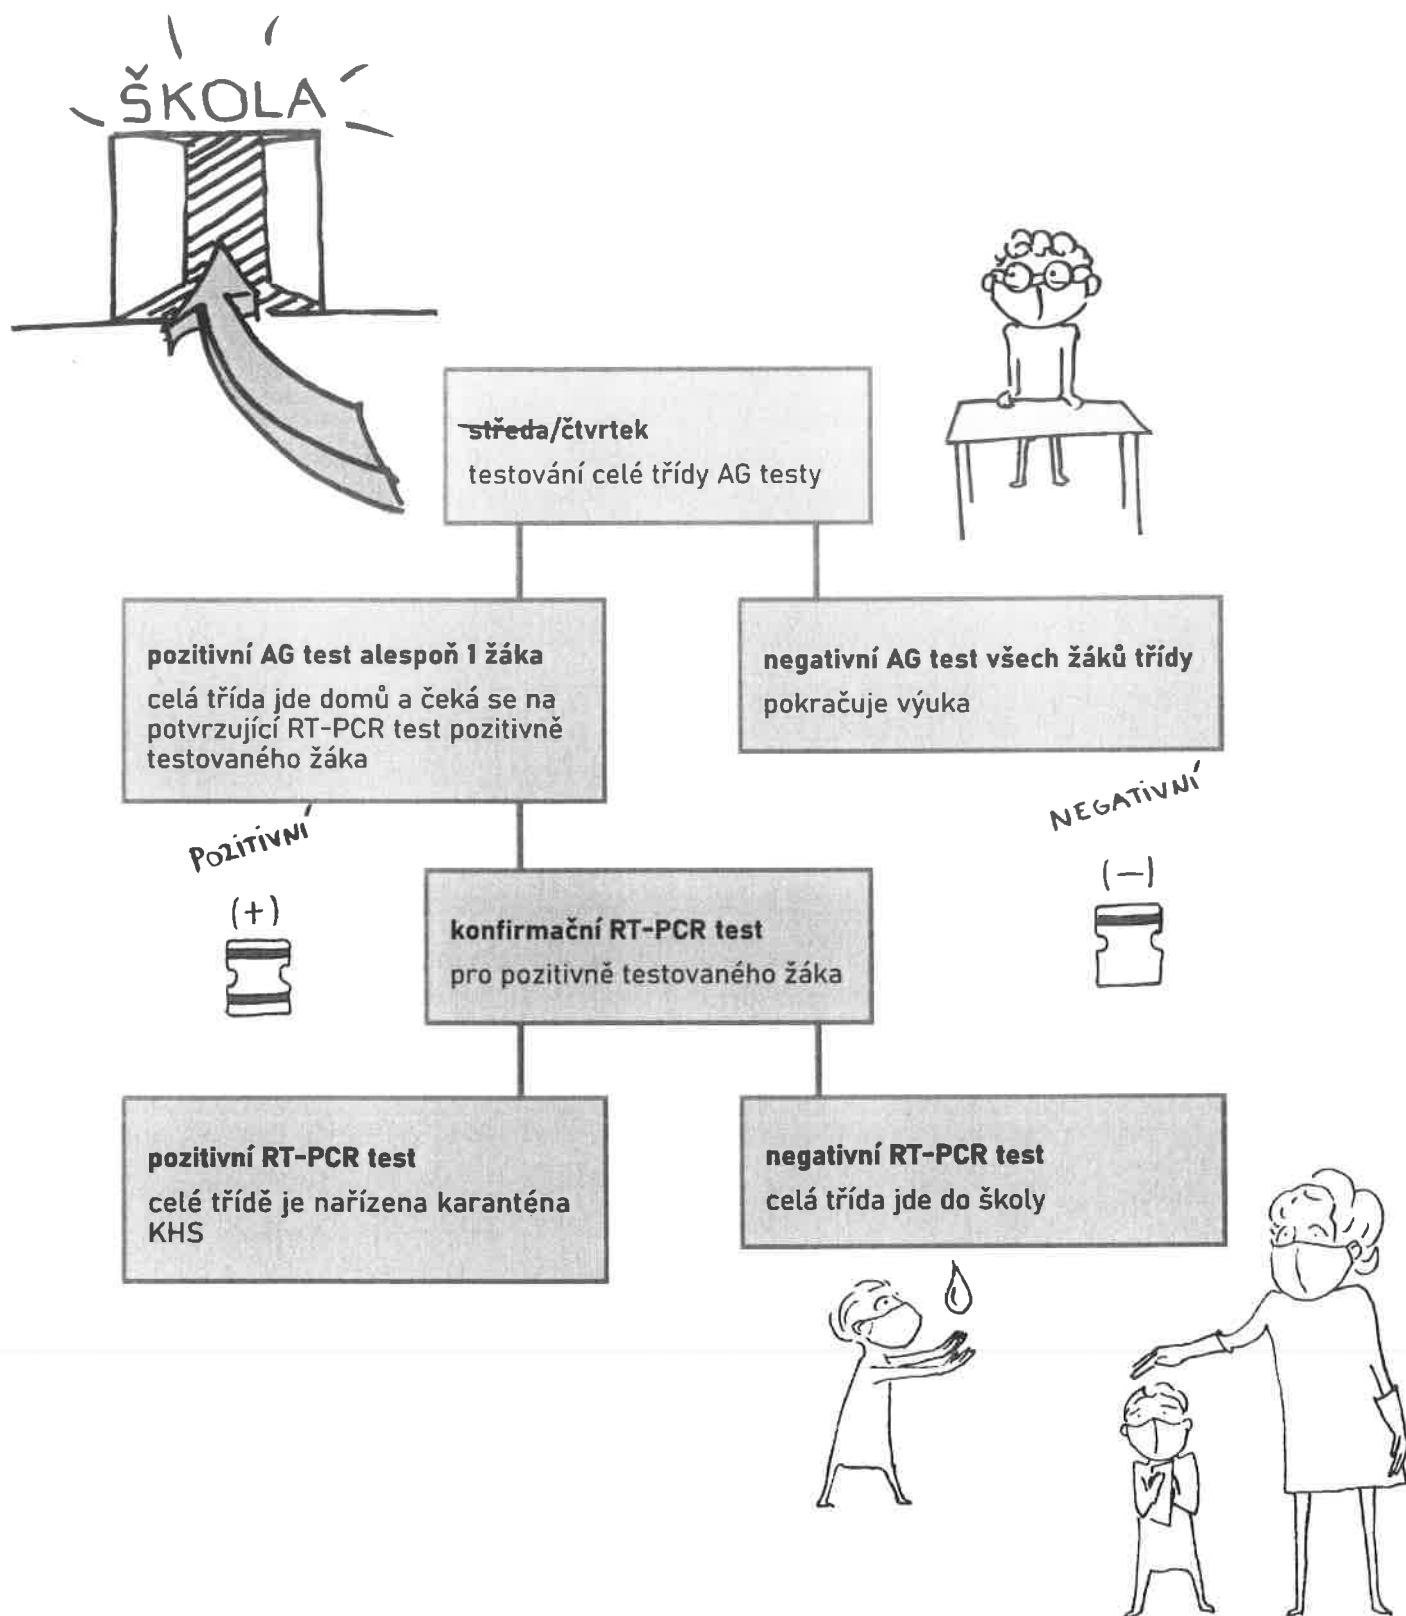 ŠKOLA
středa/čtvrtek
testování celé třídy AG testy
pozitivní AG test alespoň 1 žáka
celá třída jde domů a čeká se na
potvrzující RT-PCR test pozitivně
testovaného žáka
negativní AG test všech žáků třídy
pokračuje výuka
POZITIVNÍ
(+)
NEGATIVNÍ
(−)
konfirmační RT-PCR test
pro pozitivně testovaného žáka
pozitivní RT-PCR test
celé třídě je nařízena karanténa
KHS
negativní RT-PCR test
celá třída jde do školy